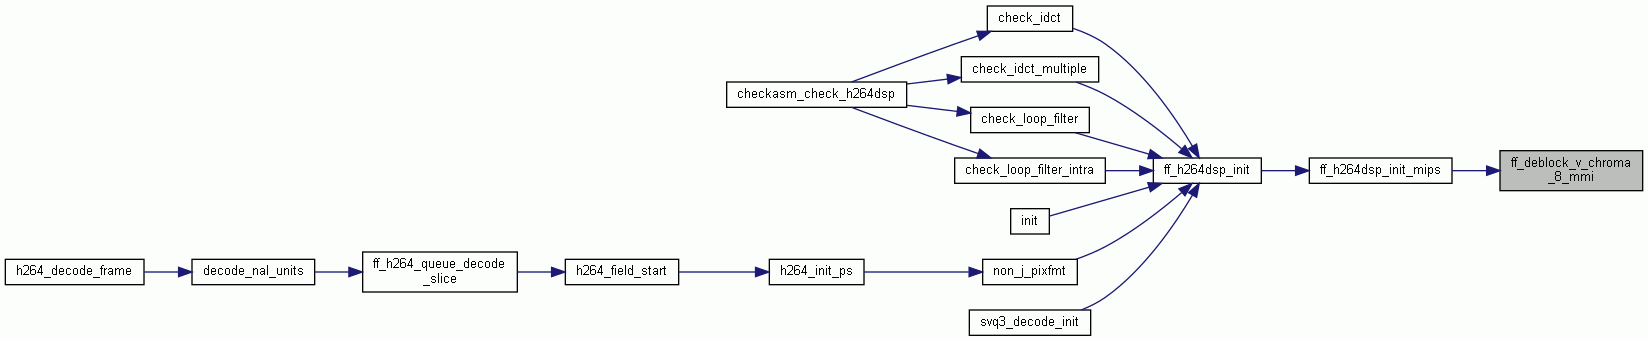 check_idct
check_idct_multiple
checkasm_check_h264dsp
check_loop_filter
check_loop_filter_intra
ff_h264dsp_init
ff_h264dsp_init_mips
ff_deblock_v_chroma
_8_mmi
init
h264_decode_frame
decode_nal_units
ff_h264_queue_decode
_slice
h264_field_start
h264_init_ps
non_j_pixfmt
svq3_decode_init